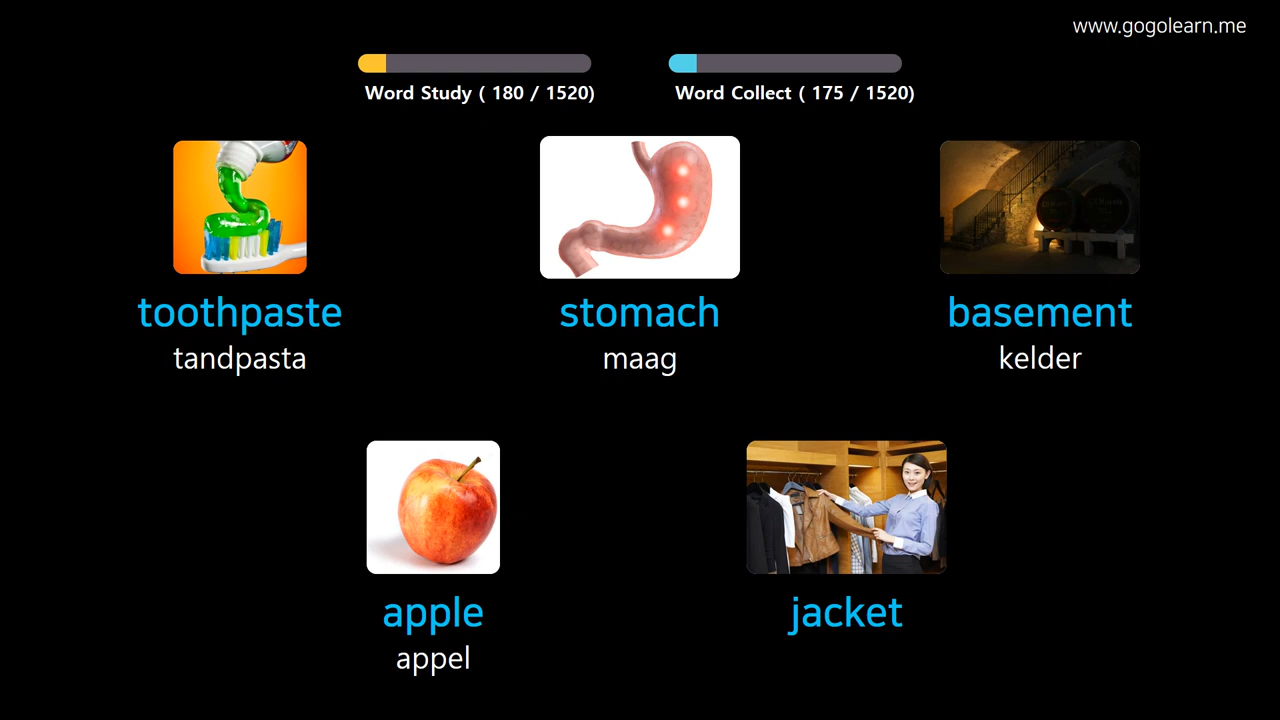 www.gogolearn.me
Word Study ( 180 / 1520)
Word Collect ( 175 / 1520)
toothpaste
tandpasta
stomach
maag
basement
kelder
apple
appel
jacket